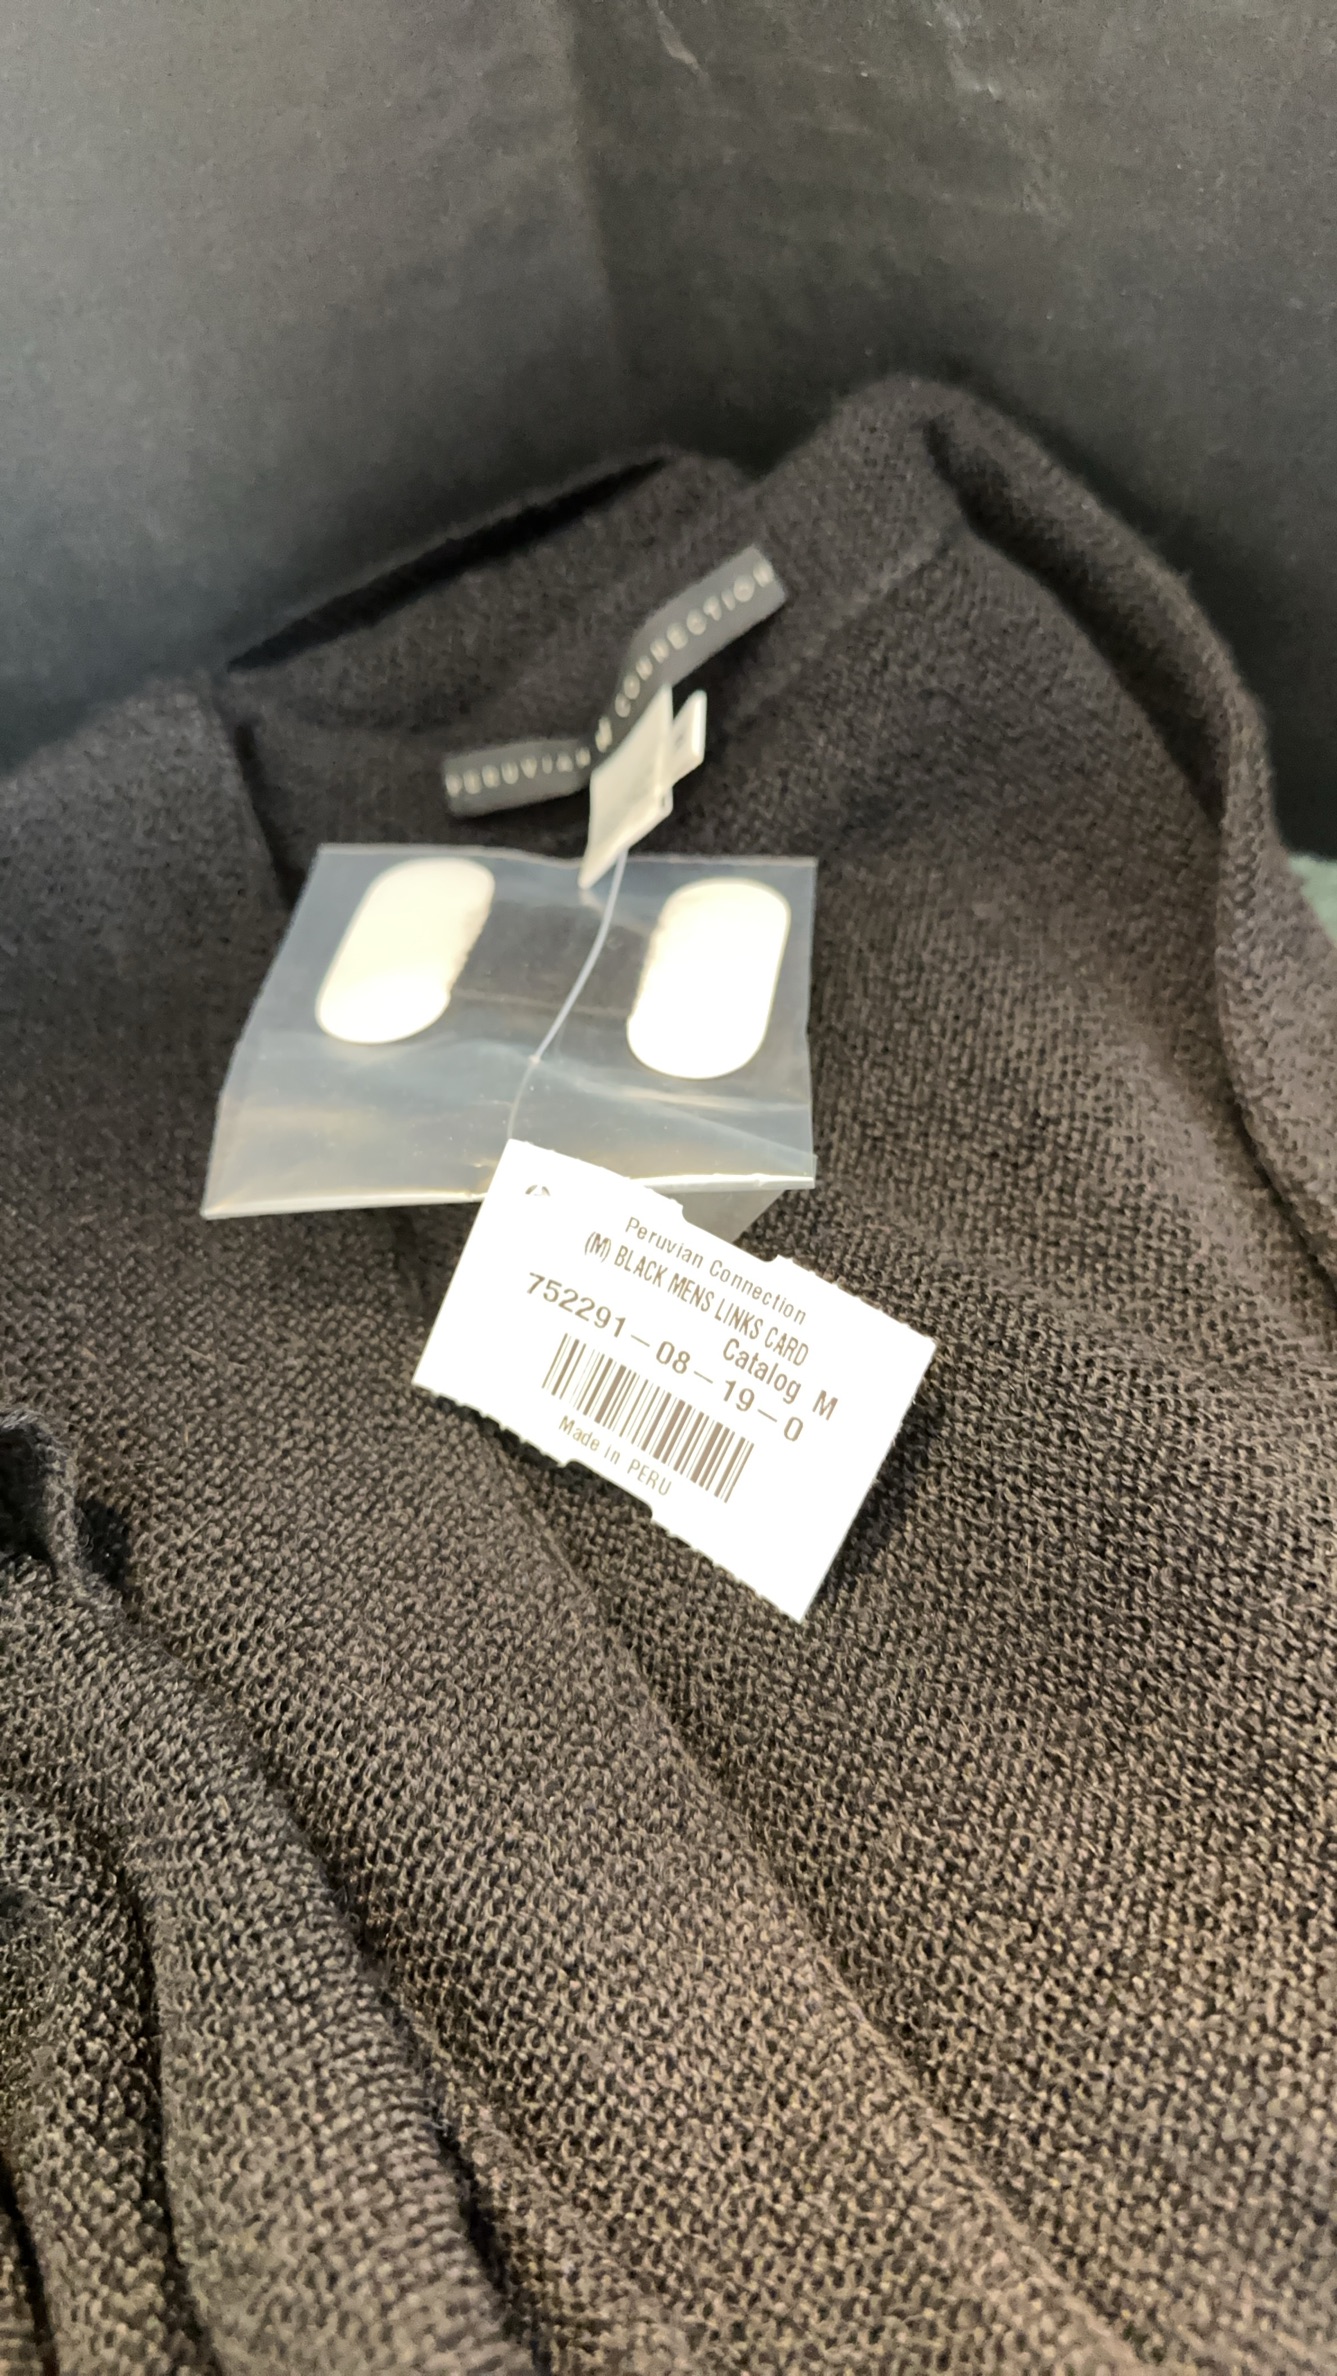 PERUVIAN CONNECTION
Peruvian Connection
(M) BLACK MENS LINKS CARD
Catalog M
752291-08-19-0
Made in PERU